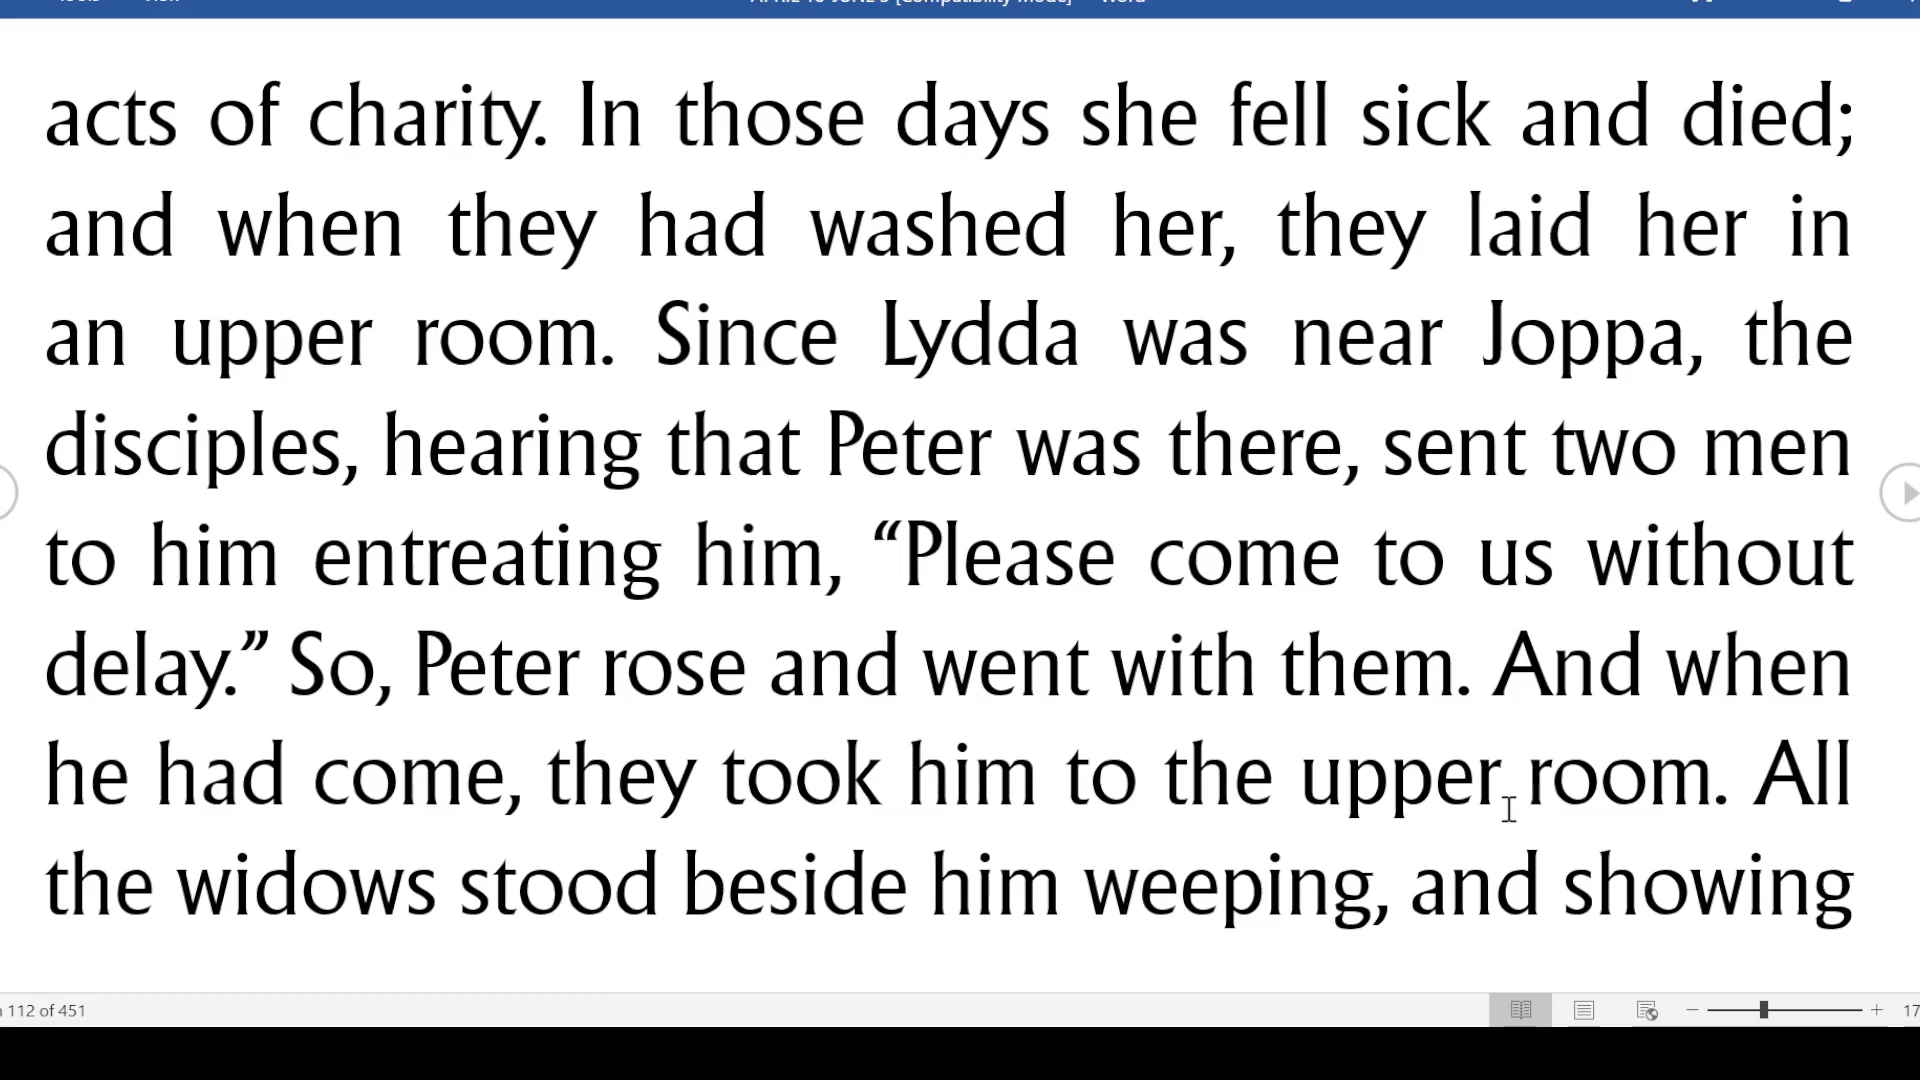 acts of charity. In those days she fell sick and died;
and when they had washed her, they laid her in
an upper room. Since Lydda was near Joppa, the
disciples, hearing that Peter was there, sent two men
to him entreating him, “Please come to us without
delay.” So, Peter rose and went with them. And when
he had come, they took him to the upper room. All
the widows stood beside him weeping, and showing
112 of 451
17